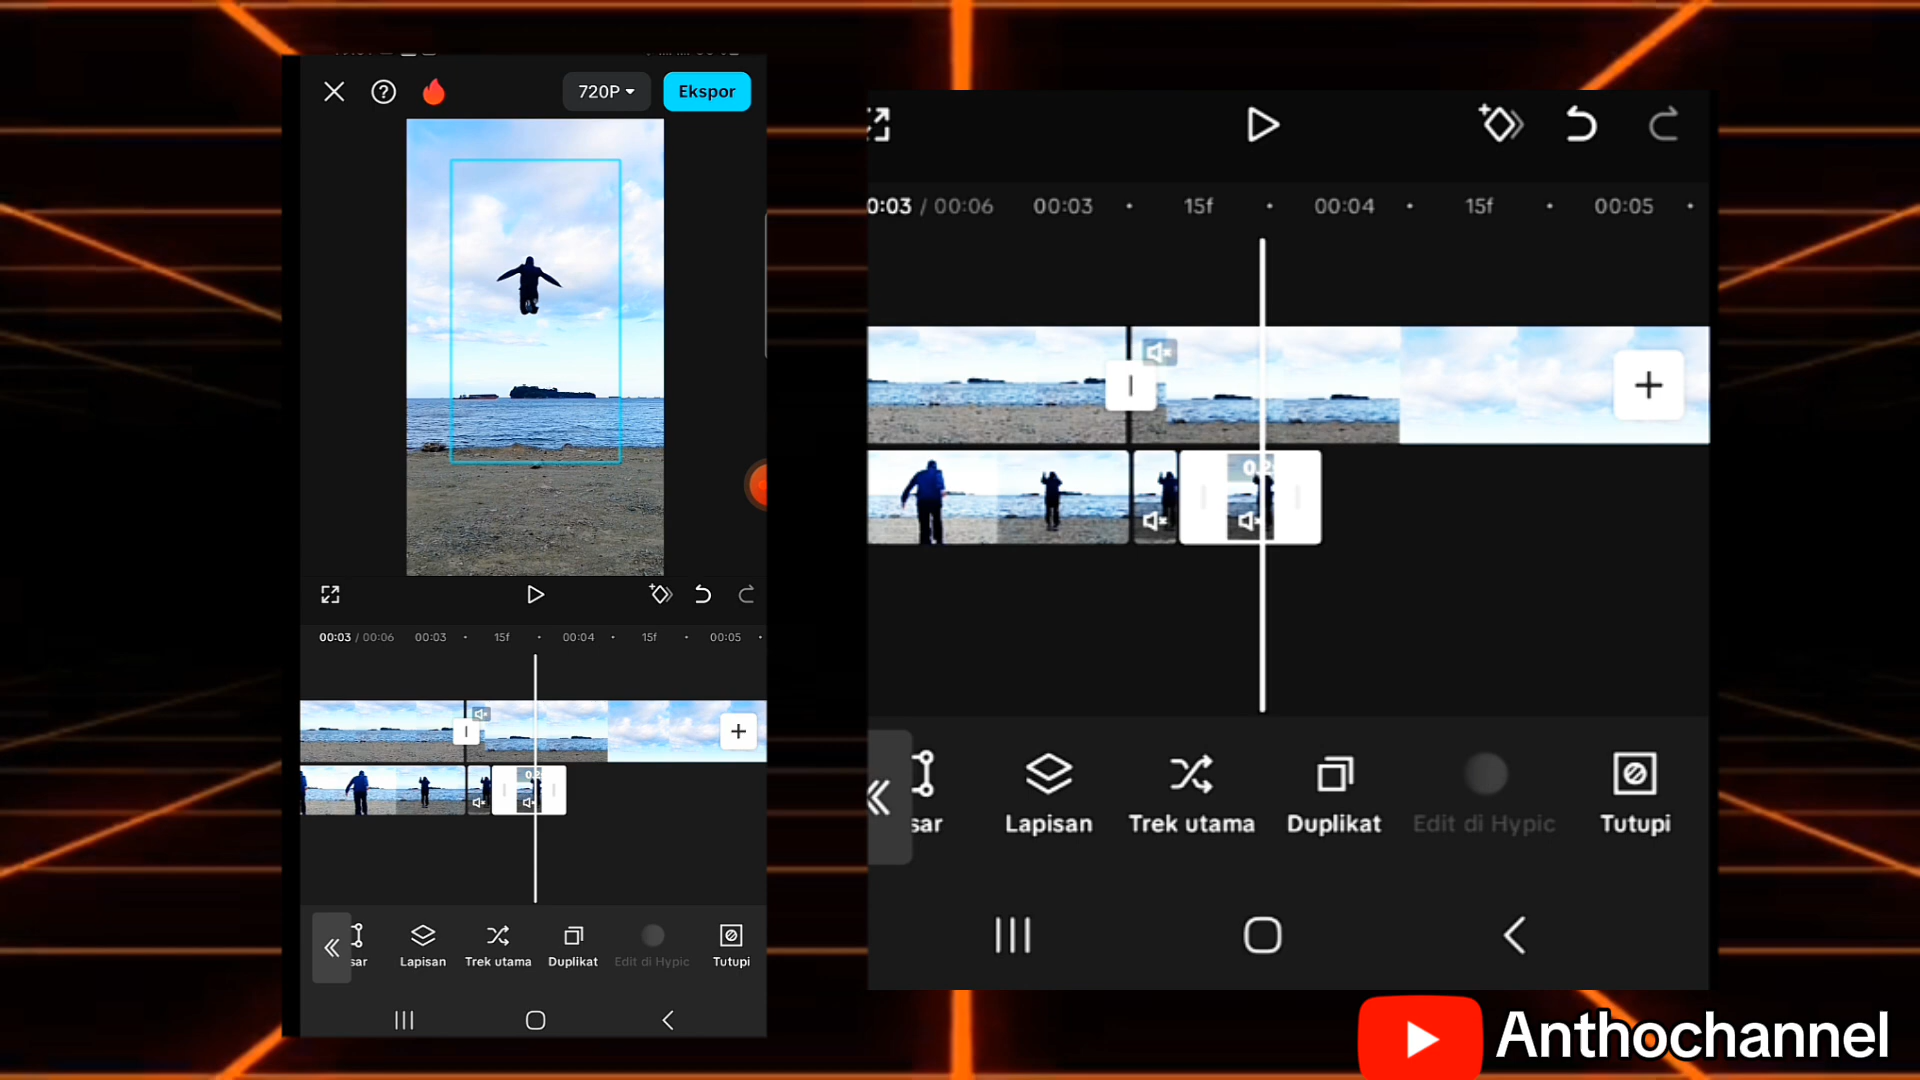 720P
Ekspor
00:03 / 00:06 00:03 15f 00:04 15f 00:05
sar Lapisan Trek utama Duplikat Edit di Hypic Tutupi
0:03 / 00:06 00:03 15f 00:04 15f 00:05
sar Lapisan Trek utama Duplikat Edit di Hypic Tutupi
Anthochannel